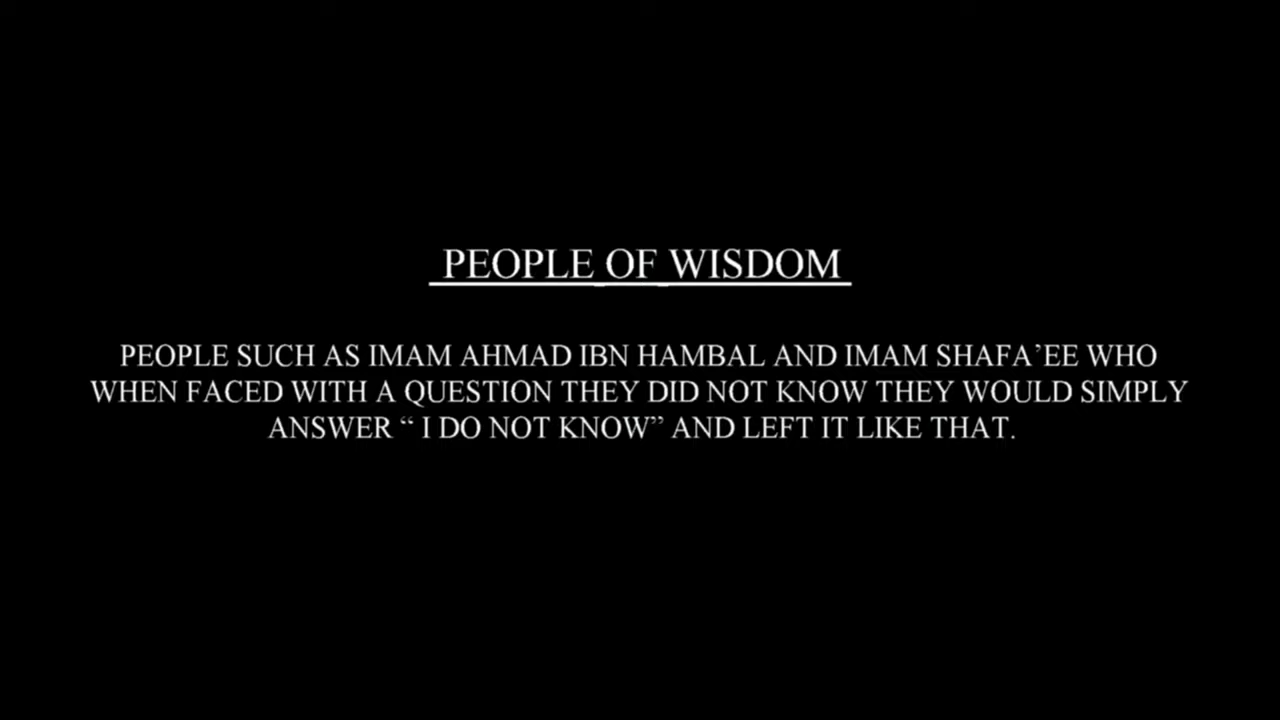 PEOPLE OF WISDOM
PEOPLE SUCH AS IMAM AHMAD IBN HAMBAL AND IMAM SHAFA’EE WHO
WHEN FACED WITH A QUESTION THEY DID NOT KNOW THEY WOULD SIMPLY
ANSWER “ I DO NOT KNOW” AND LEFT IT LIKE THAT.